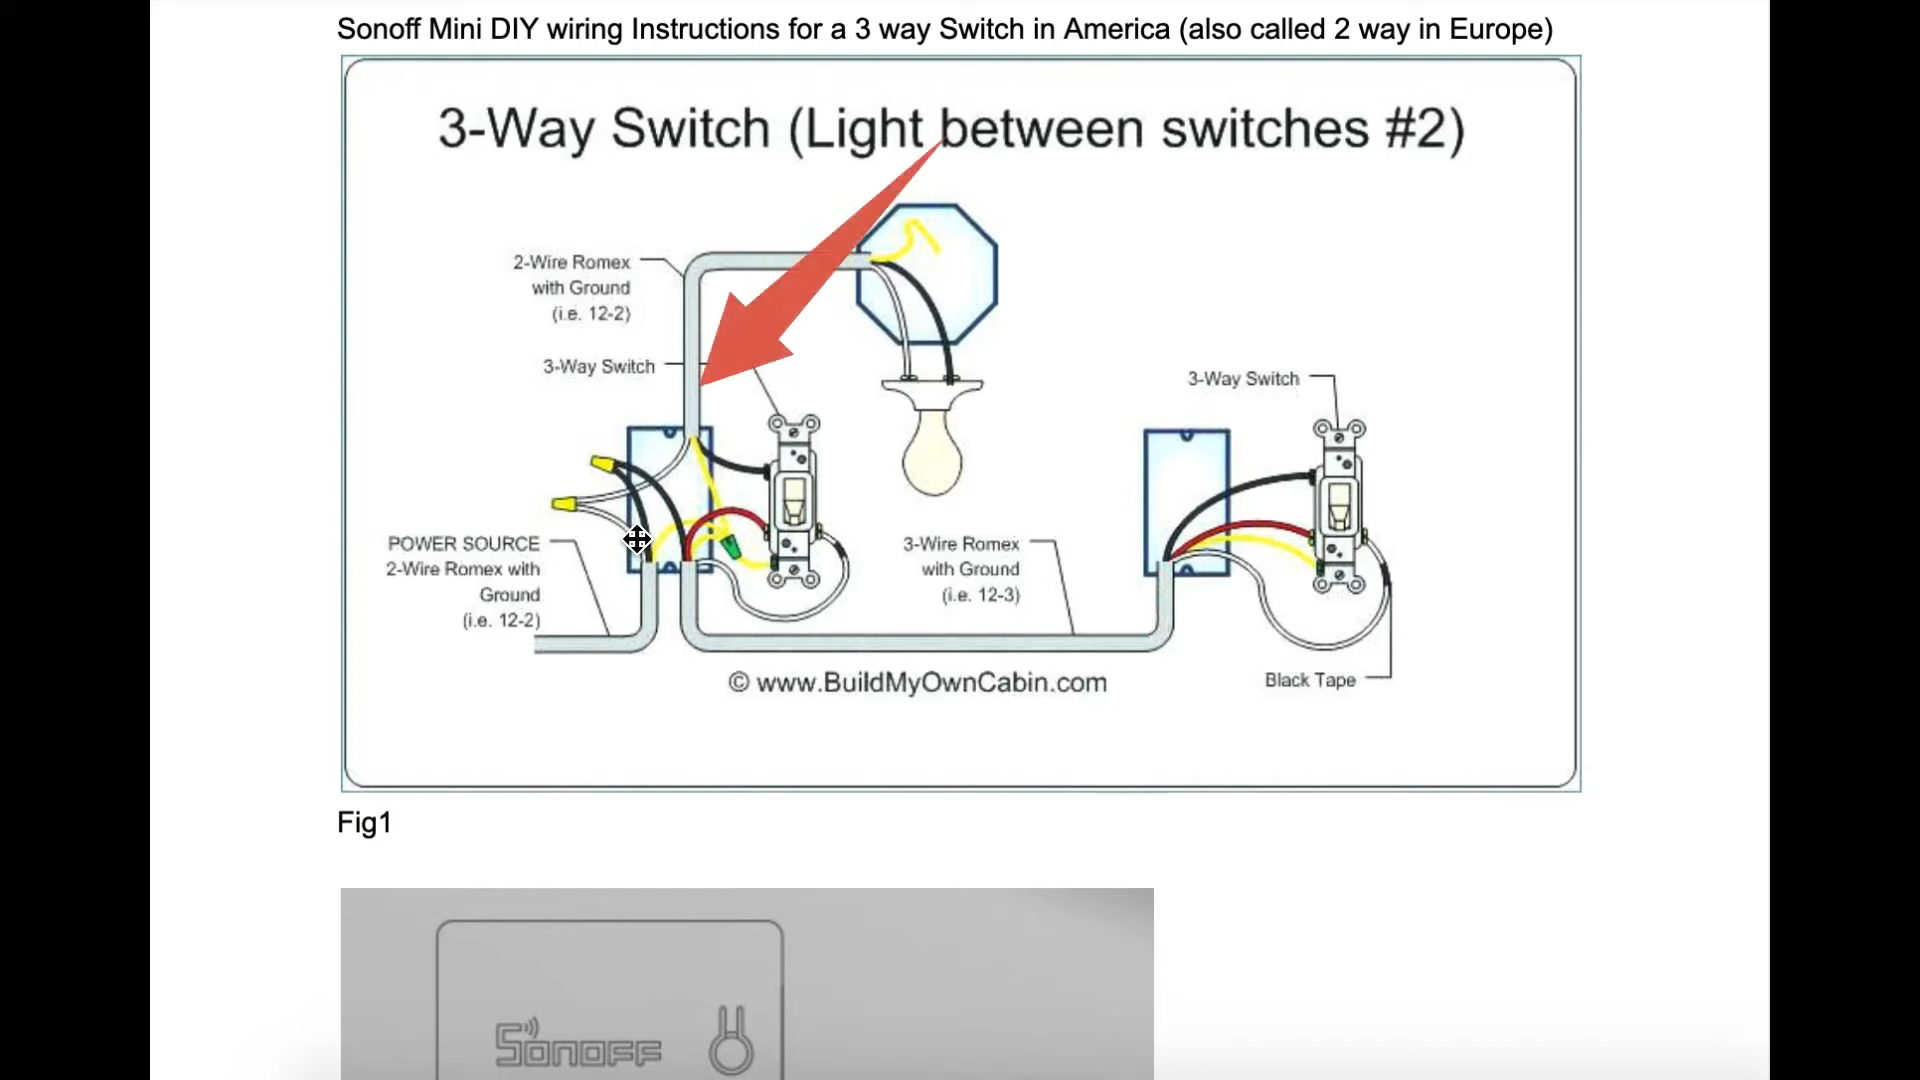 Sonoff Mini DIY wiring Instructions for a 3 way Switch in America (also called 2 way in Europe)
3-Way Switch (Light between switches #2)
2-Wire Romex
with Ground
(i.e. 12-2)
3-Way Switch
3-Way Switch
POWER SOURCE
2-Wire Romex with
Ground
(i.e. 12-2)
3-Wire Romex
with Ground
(i.e. 12-3)
Black Tape
© www.BuildMyOwnCabin.com
Fig1
SONOFF